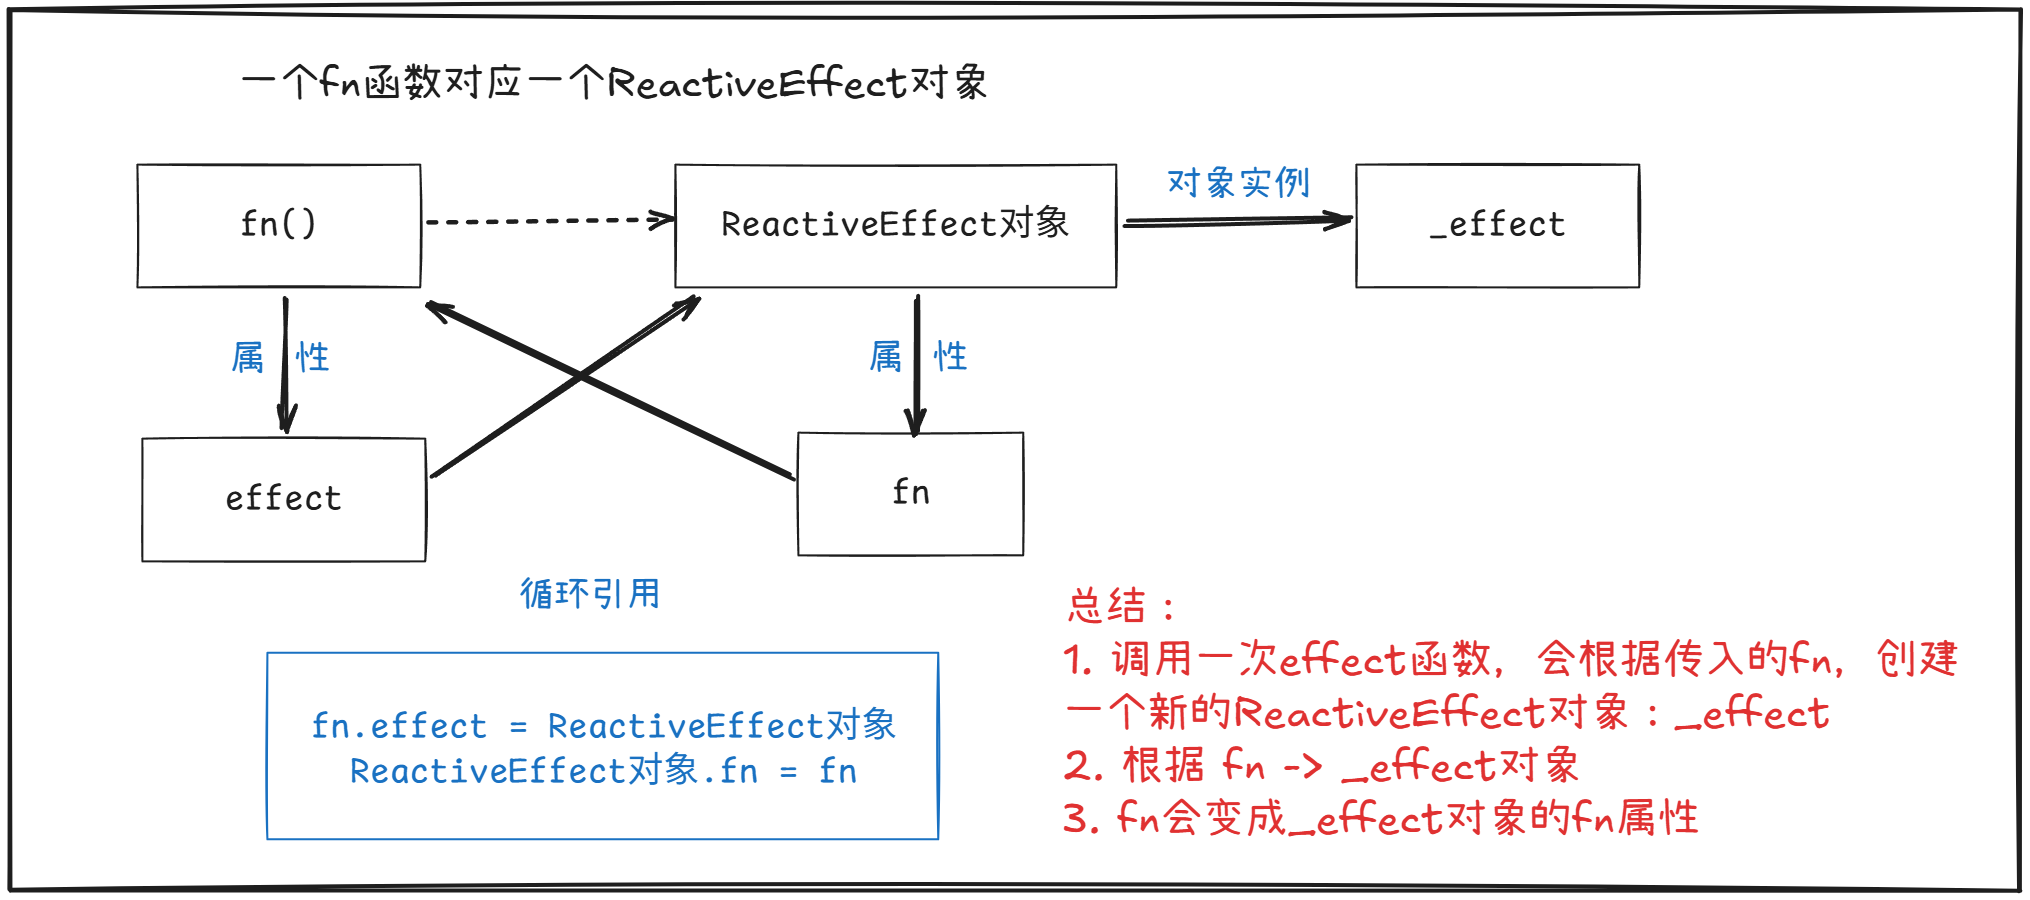 一个fn函数对应一个ReactiveEffect对象
fn()
ReactiveEffect对象
对象实例
_effect
属 性
属 性
effect
fn
循环引用
fn.effect = ReactiveEffect对象
ReactiveEffect对象.fn = fn
总结：
1. 调用一次effect函数，会根据传入的fn，创建
一个新的ReactiveEffect对象：_effect
2. 根据 fn -> _effect对象
3. fn会变成_effect对象的fn属性